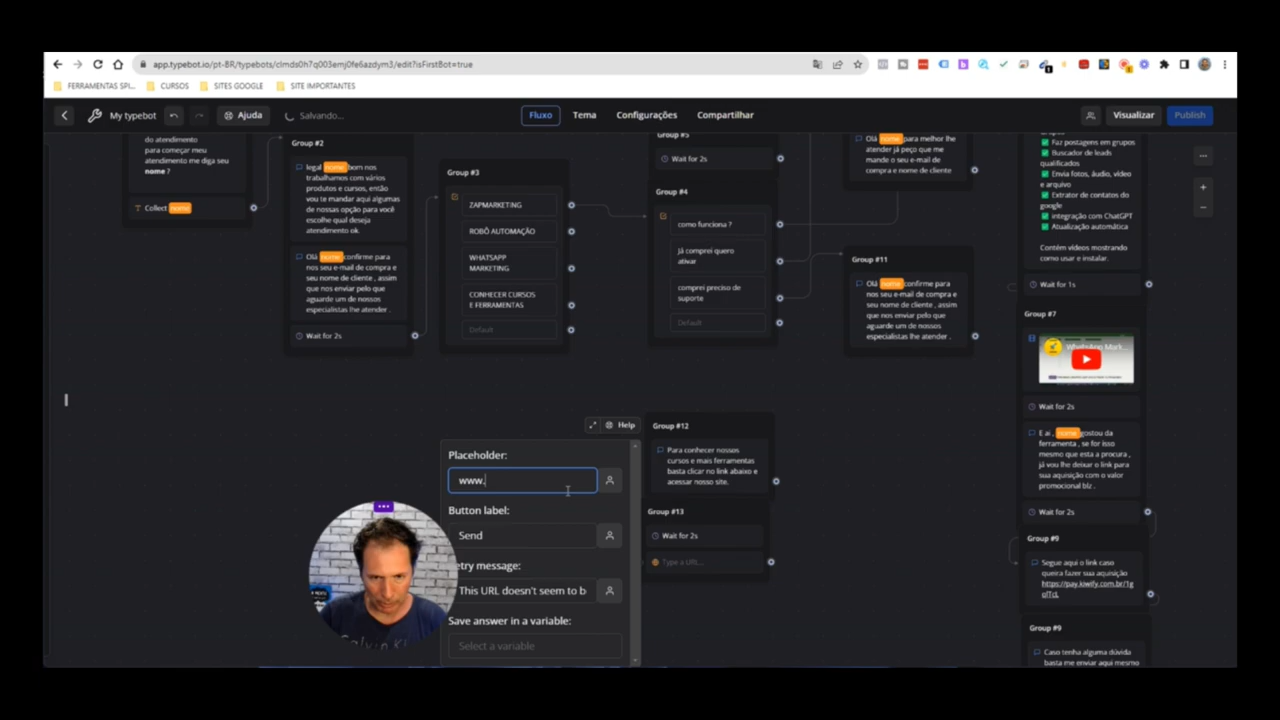 app.typebot.io/pt-BR/typebots/clmds0h7q003emj0fe6azdym3/edit?isFirstBot=true
FERRAMENTAS SPI... CURSOS SITES GOOGLE SITE IMPORTANTES
My typebot Ajuda Salvando... Fluxo Tema Configurações Compartilhar Visualizar Publish
do atendimento
para começar meu
atendimento me diga seu
nome ?
Collect nome
Group #2
legal nome bom nos
trabalhamos com vários
produtos e cursos, então
vou te mandar aqui algumas
de nossas opção para você
escolhe qual deseja
atendimento ok.
Olá nome confirme para
nos seu e-mail de compra e
seu nome de cliente , assim
que nos enviar pelo que
aguarde um de nossos
especialistas lhe atender .
Wait for 2s
Group #3
ZAPMARKETING
ROBÔ AUTOMAÇÃO
WHATSAPP
MARKETING
CONHECER CURSOS
E FERRAMENTAS
Default
Group #5
Wait for 2s
Group #4
como funciona ?
Já comprei quero
ativar
comprei preciso de
suporte
Default
Olá nome para melhor lhe
atender já peço que me
mande o seu e-mail de
compra e nome de cliente
Group #11
Olá nome confirme para
nos seu e-mail de compra e
seu nome de cliente , assim
que nos enviar pelo que
aguarde um de nossos
especialistas lhe atender .
Faz postagens em grupos
Buscador de leads
qualificados
Envia fotos, áudio, vídeo
e arquivo
Extrator de contatos do
google
integração com ChatGPT
Atualização automática
Contém vídeos mostrando
como usar e instalar.
Wait for 1s
Group #7
WhatsApp Mark...
Wait for 2s
E ai , nome gostou da
ferramenta , se for isso
mesmo que esta a procura ,
já vou lhe deixar o link para
sua aquisição com o valor
promocional blz .
Wait for 2s
Group #9
Segue aqui o link caso
queira fazer sua aquisição
https://pay.kiwify.com.br/1g
Group #9
Caso tenha alguma dúvida
basta me enviar aqui mesmo
Help
Placeholder:
www.
Button label:
Send
etry message:
This URL doesn't seem to b
Save answer in a variable:
Select a variable
Group #12
Para conhecer nossos
cursos e mais ferramentas
basta clicar no link abaixo e
acessar nosso site.
Group #13
Wait for 2s
Type a URL...